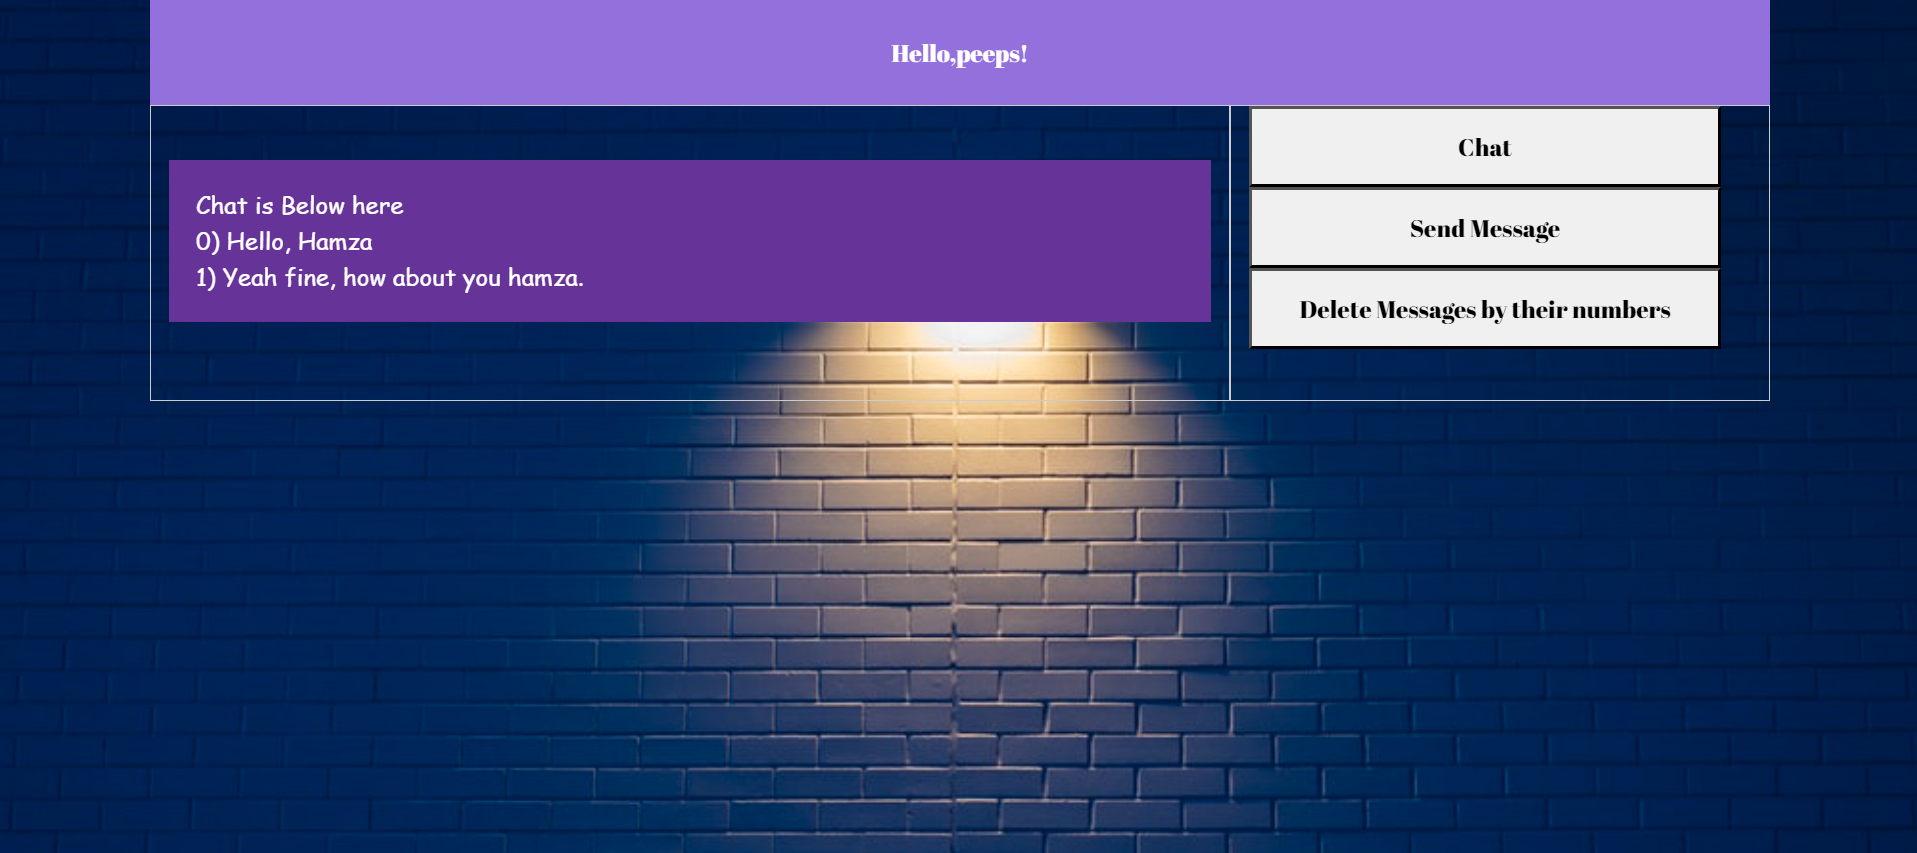 Hello,peeps!
Chat is Below here
0) Hello, Hamza
1) Yeah fine, how about you hamza.
Chat
Send Message
Delete Messages by their numbers